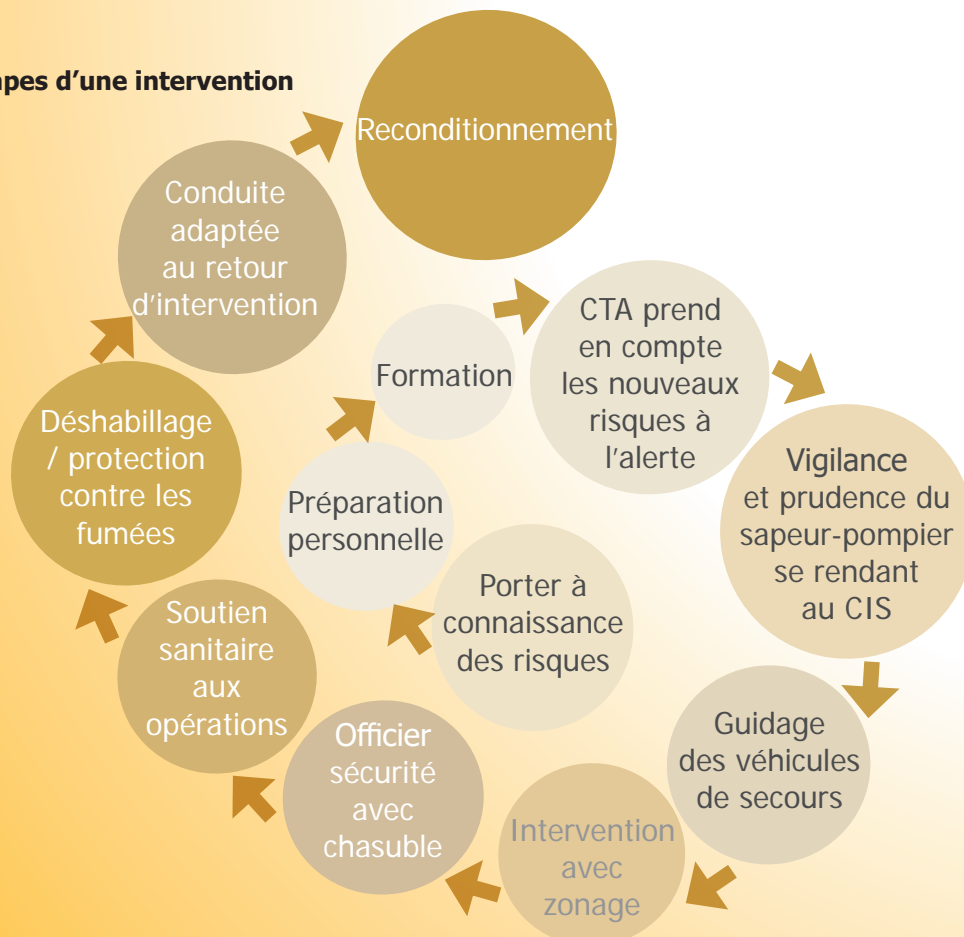 d'une intervention
Porter à
connaissance
des risques
Préparation
personnelle
Formation
CTA prend
en compte
les nouveaux
risques à
l'alerte
Vigilance
et prudence du
sapeur-pompier
se rendant
au CIS
Guidage
des véhicules
de secours
Intervention
avec
zonage
Officier
sécurité
avec
chasuble
Soutien
sanitaire
aux
opérations
Déshabillage
/ protection
contre les
fumées
Conduite
adaptée
au retour
d'intervention
Reconditionnement